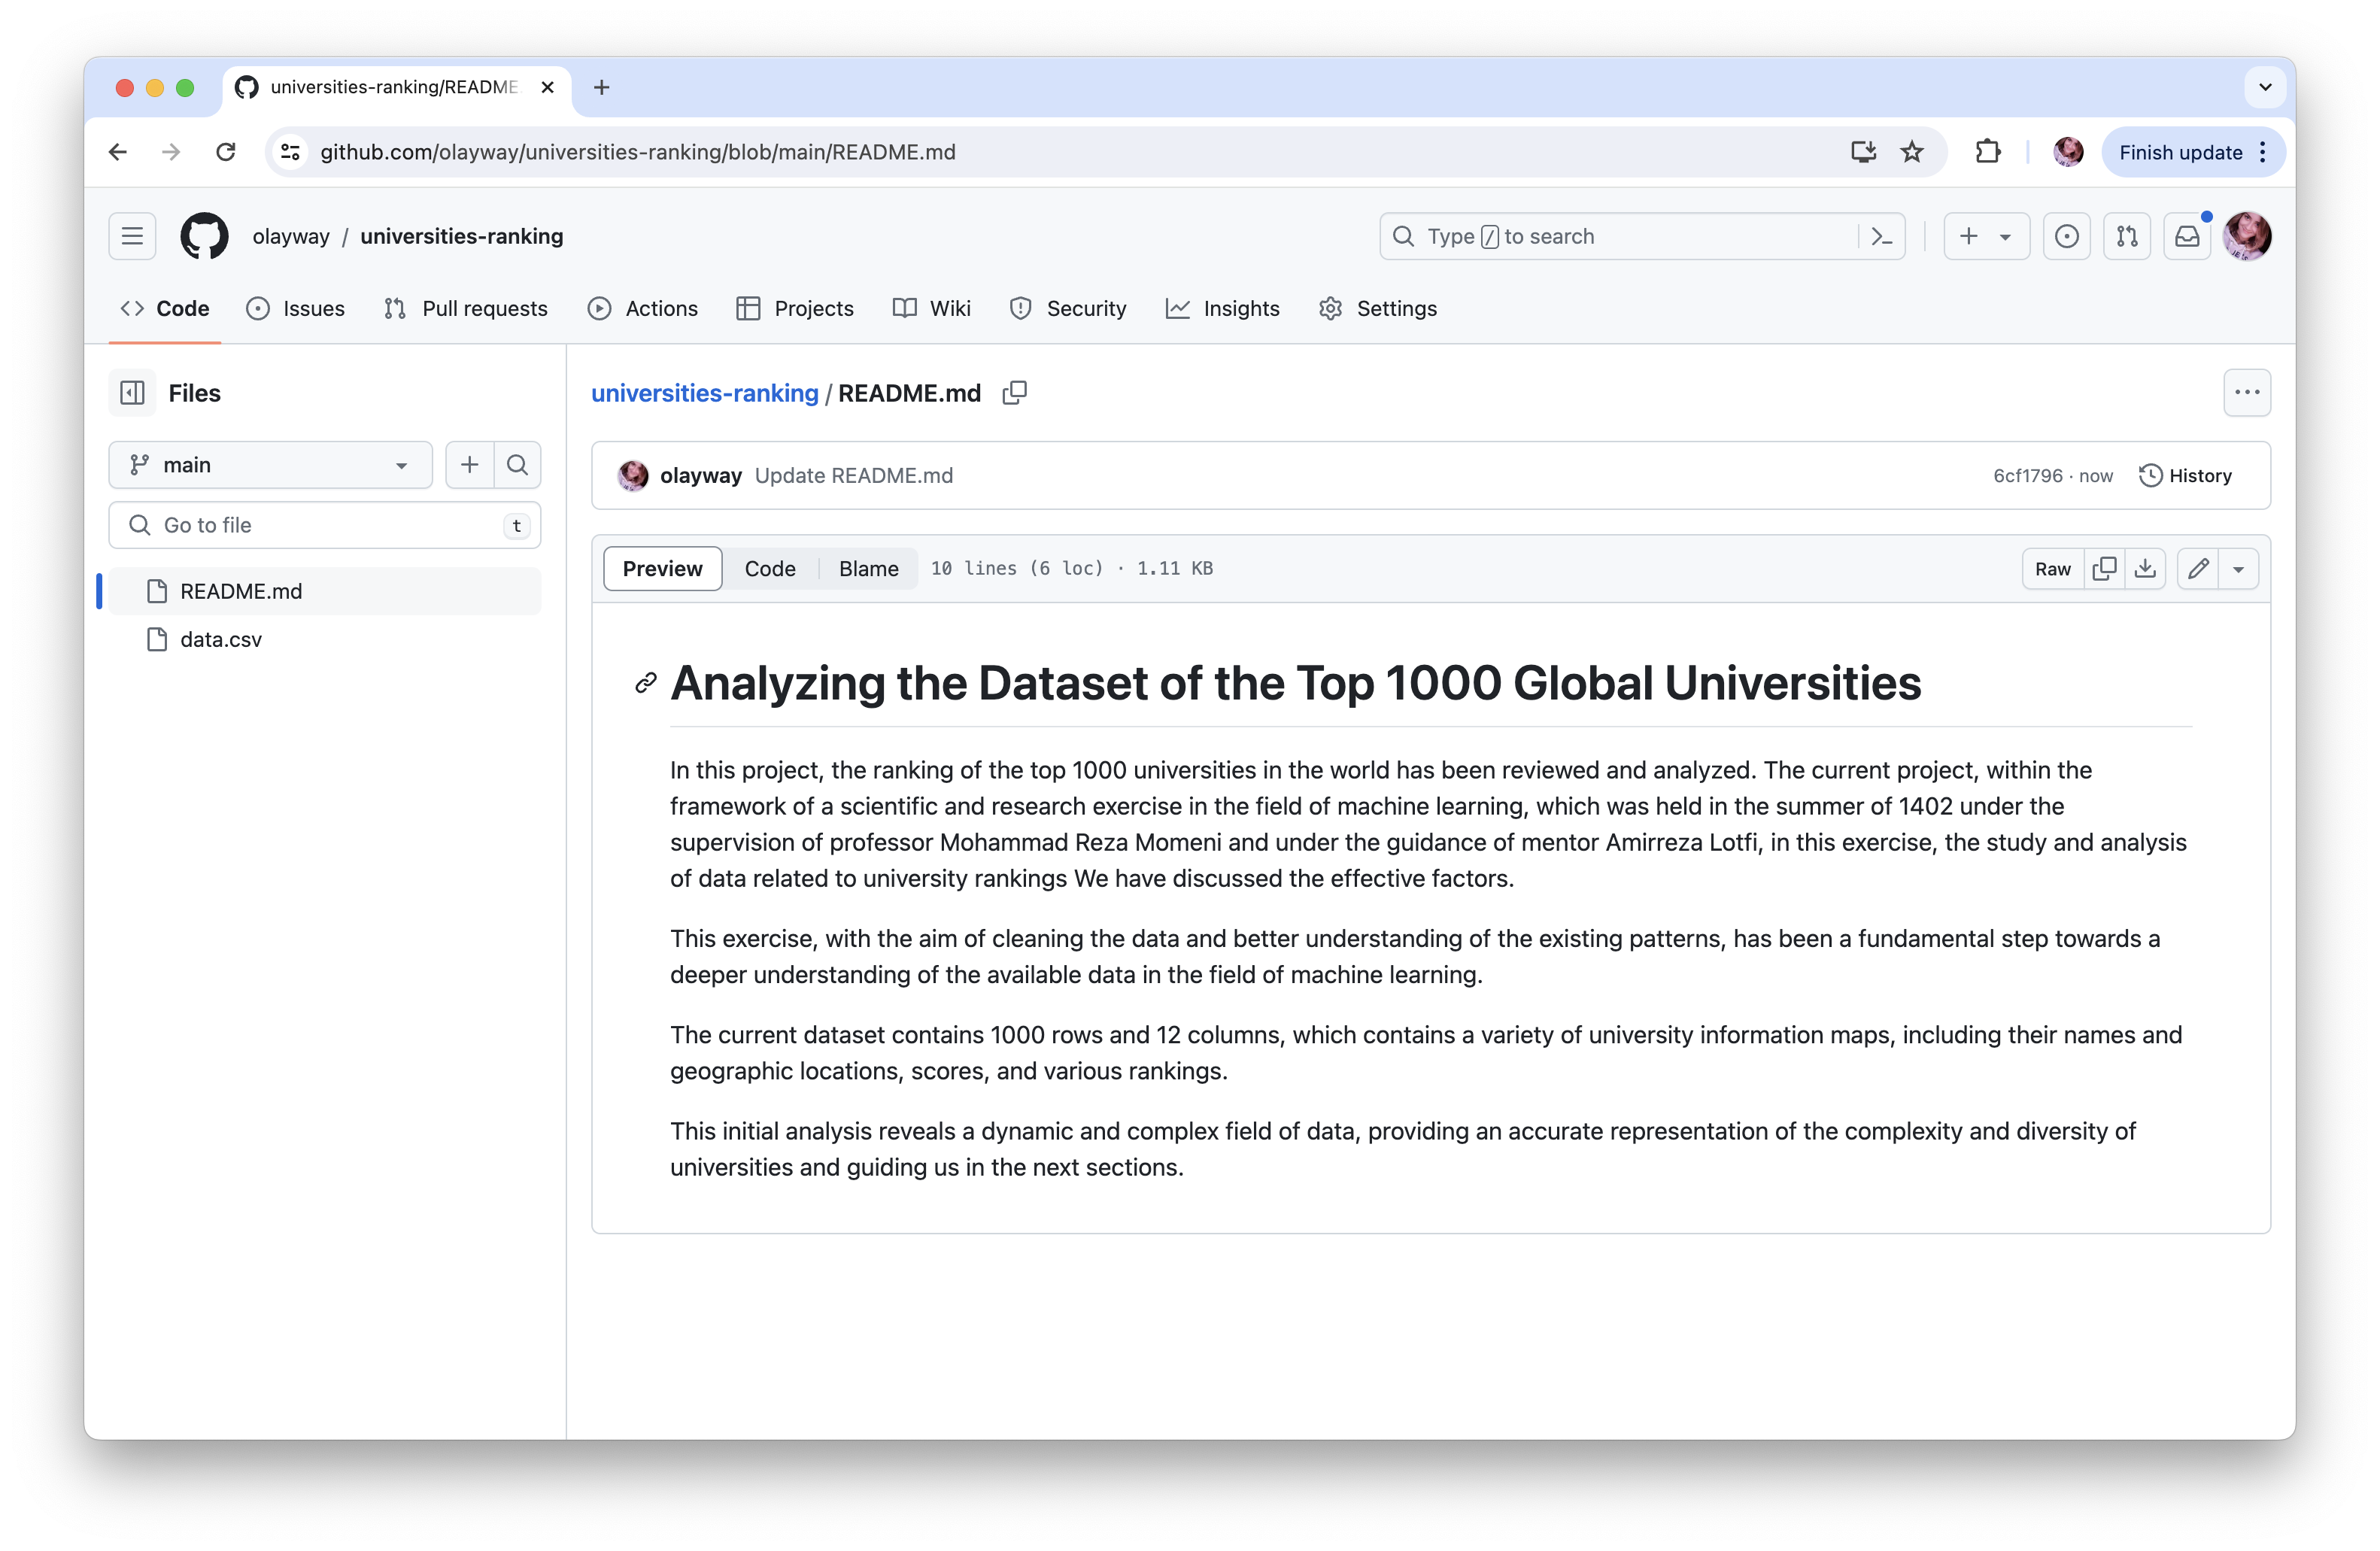 universities-ranking/README.
github.com/olayway/universities-ranking/blob/main/README.md
Finish update
olayway / universities-ranking
Type / to search
Code
Issues
Pull requests
Actions
Projects
Wiki
Security
Insights
Settings
Files
main
Go to file
t
README.md
data.csv
universities-ranking / README.md
olayway Update README.md
6cf1796 · now
History
Preview
Code
Blame
10 lines (6 loc) · 1.11 KB
Raw
Analyzing the Dataset of the Top 1000 Global Universities
In this project, the ranking of the top 1000 universities in the world has been reviewed and analyzed. The current project, within the
framework of a scientific and research exercise in the field of machine learning, which was held in the summer of 1402 under the
supervision of professor Mohammad Reza Momeni and under the guidance of mentor Amirreza Lotfi, in this exercise, the study and analysis
of data related to university rankings We have discussed the effective factors.
This exercise, with the aim of cleaning the data and better understanding of the existing patterns, has been a fundamental step towards a
deeper understanding of the available data in the field of machine learning.
The current dataset contains 1000 rows and 12 columns, which contains a variety of university information maps, including their names and
geographic locations, scores, and various rankings.
This initial analysis reveals a dynamic and complex field of data, providing an accurate representation of the complexity and diversity of
universities and guiding us in the next sections.